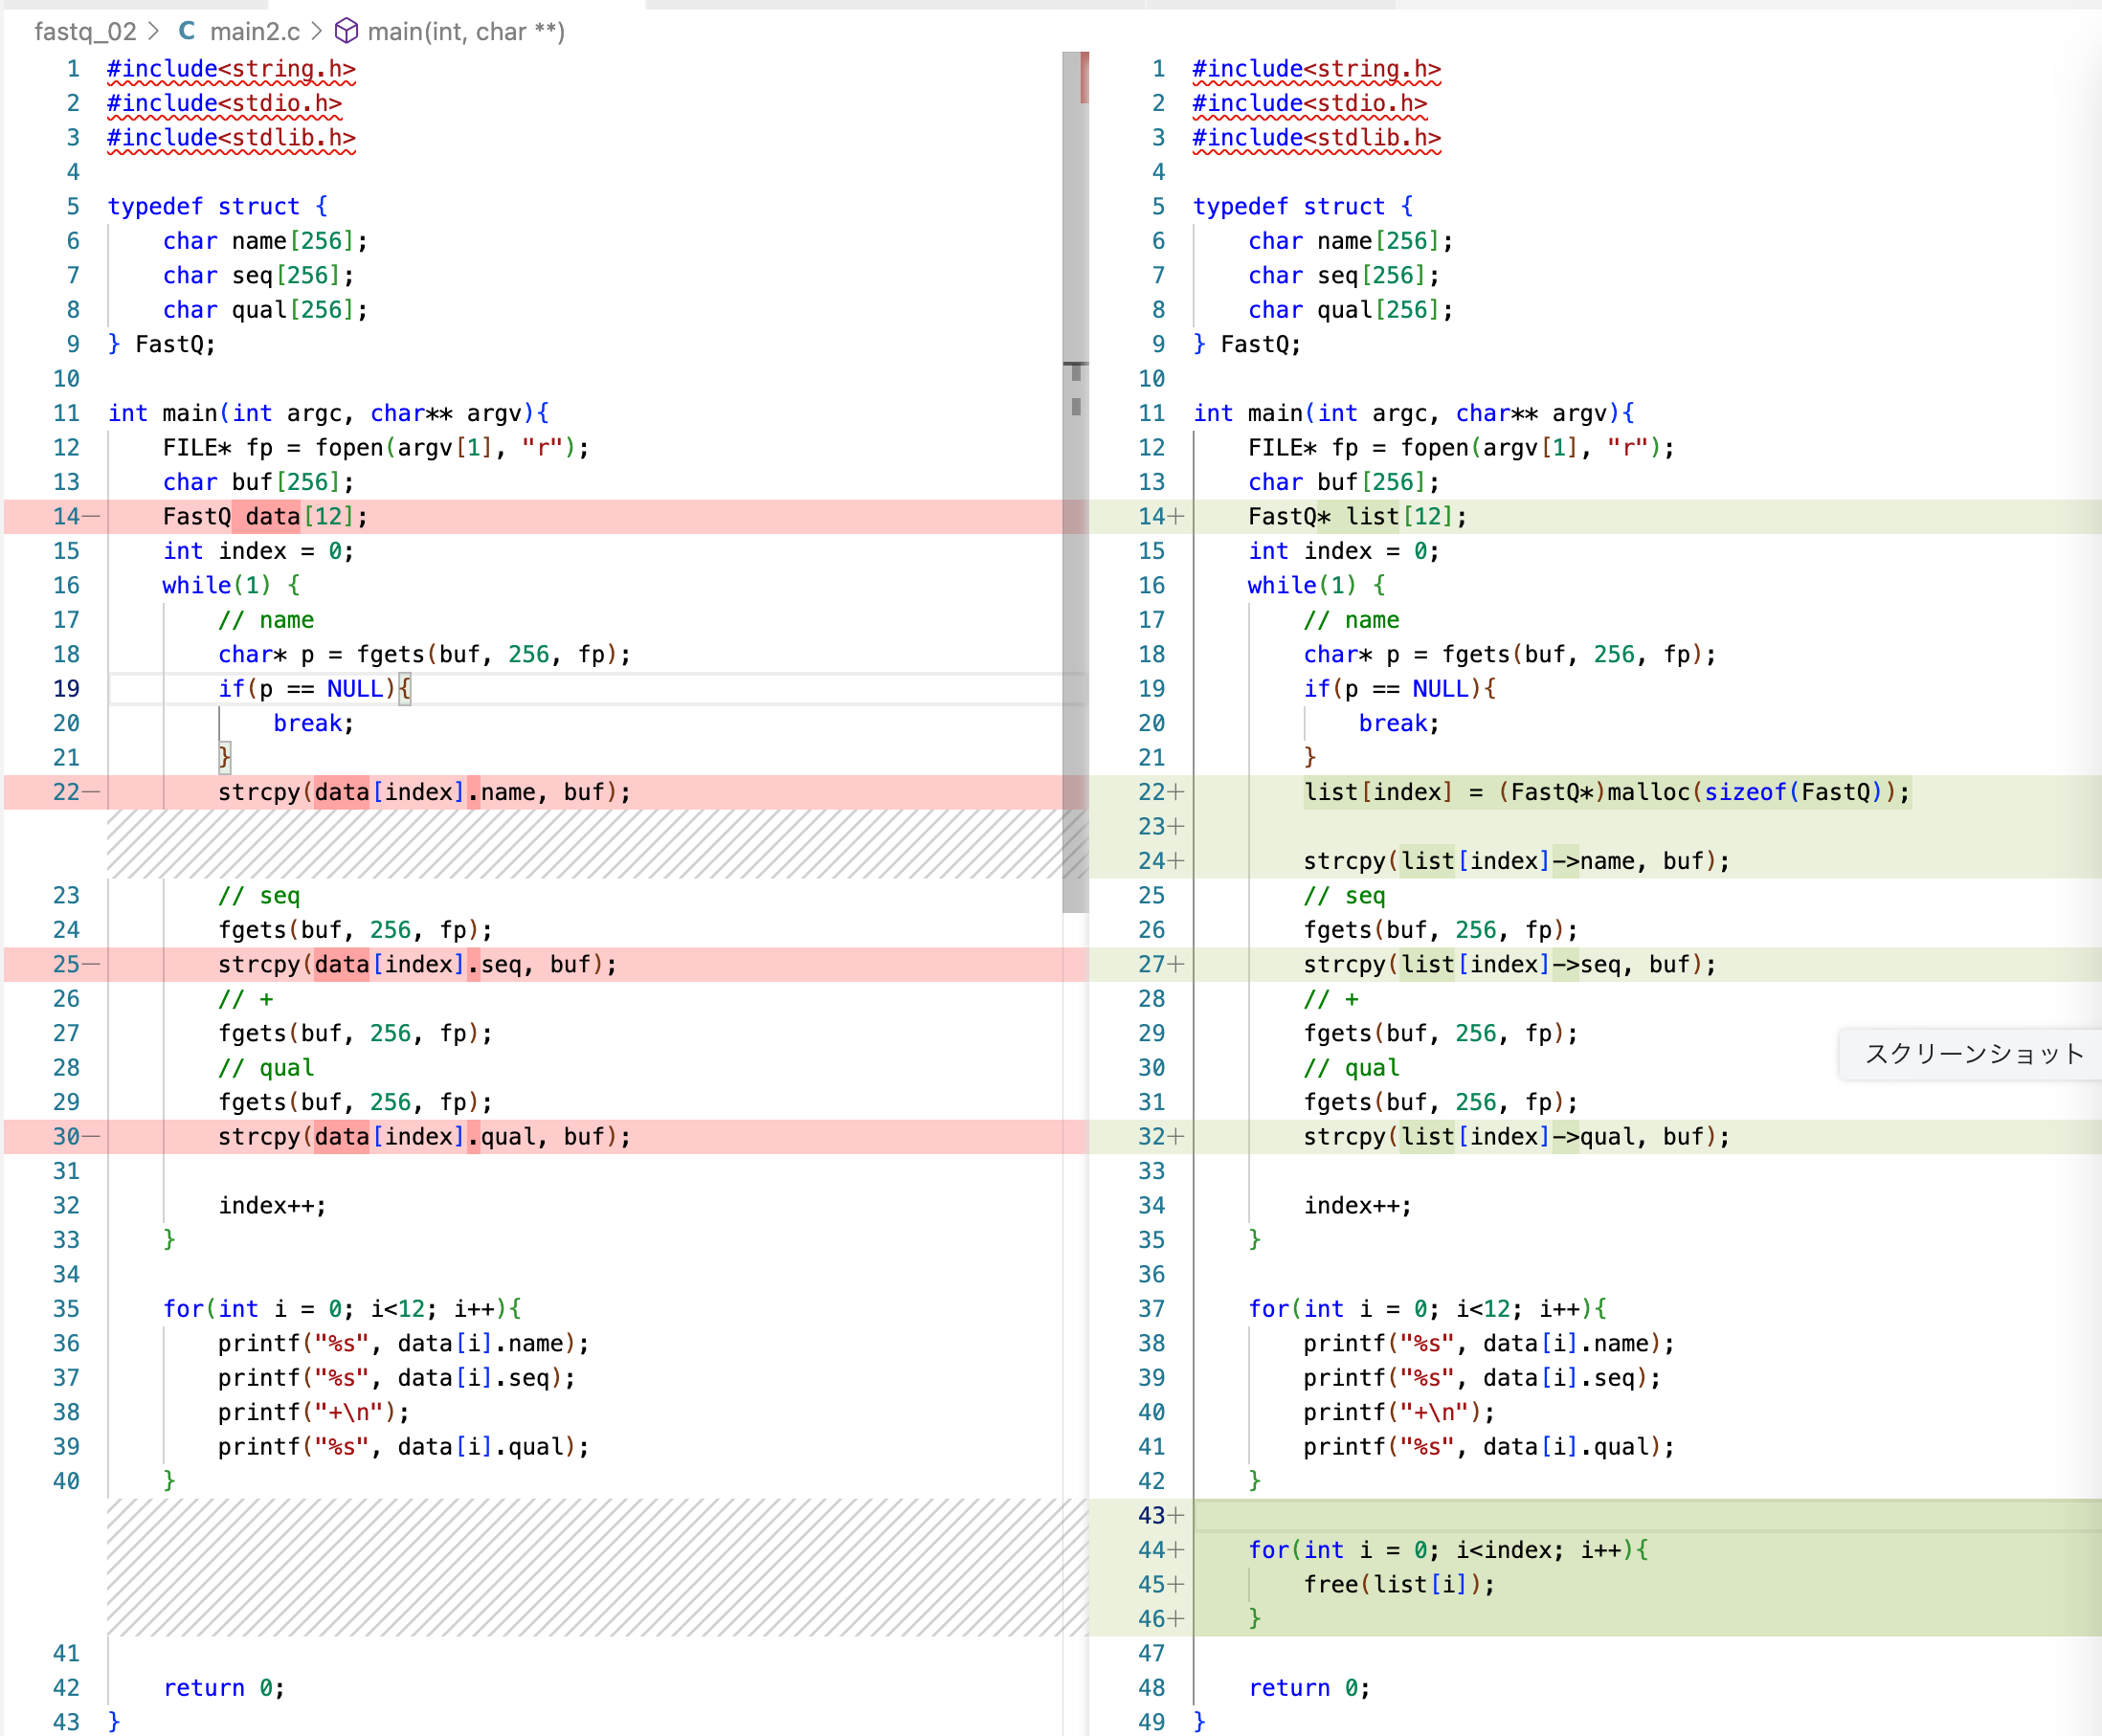 fastq_02 > C main2.c > main(int, char **)
1 #include<string.h>
2 #include<stdio.h>
3 #include<stdlib.h>
4
5 typedef struct {
6     char name[256];
7     char seq[256];
8     char qual[256];
9 } FastQ;
10
11 int main(int argc, char** argv){
12     FILE* fp = fopen(argv[1], "r");
13     char buf[256];
14—     FastQ data[12];
15     int index = 0;
16     while(1) {
17         // name
18         char* p = fgets(buf, 256, fp);
19         if(p == NULL){
20             break;
21         }
22—         strcpy(data[index].name, buf);
23         // seq
24         fgets(buf, 256, fp);
25—         strcpy(data[index].seq, buf);
26         // +
27         fgets(buf, 256, fp);
28         // qual
29         fgets(buf, 256, fp);
30—         strcpy(data[index].qual, buf);
31
32         index++;
33     }
34
35     for(int i = 0; i<12; i++){
36         printf("%s", data[i].name);
37         printf("%s", data[i].seq);
38         printf("+\n");
39         printf("%s", data[i].qual);
40     }
41
42     return 0;
43 }
1 #include<string.h>
2 #include<stdio.h>
3 #include<stdlib.h>
4
5 typedef struct {
6     char name[256];
7     char seq[256];
8     char qual[256];
9 } FastQ;
10
11 int main(int argc, char** argv){
12     FILE* fp = fopen(argv[1], "r");
13     char buf[256];
14+     FastQ* list[12];
15     int index = 0;
16     while(1) {
17         // name
18         char* p = fgets(buf, 256, fp);
19         if(p == NULL){
20             break;
21         }
22+         list[index] = (FastQ*)malloc(sizeof(FastQ));
23+
24+         strcpy(list[index]->name, buf);
25         // seq
26         fgets(buf, 256, fp);
27+         strcpy(list[index]->seq, buf);
28         // +
29         fgets(buf, 256, fp);
30         // qual
31         fgets(buf, 256, fp);
32+         strcpy(list[index]->qual, buf);
33
34         index++;
35     }
36
37     for(int i = 0; i<12; i++){
38         printf("%s", data[i].name);
39         printf("%s", data[i].seq);
40         printf("+\n");
41         printf("%s", data[i].qual);
42     }
43+
44+     for(int i = 0; i<index; i++){
45+         free(list[i]);
46+     }
47
48     return 0;
49 }
スクリーンショット